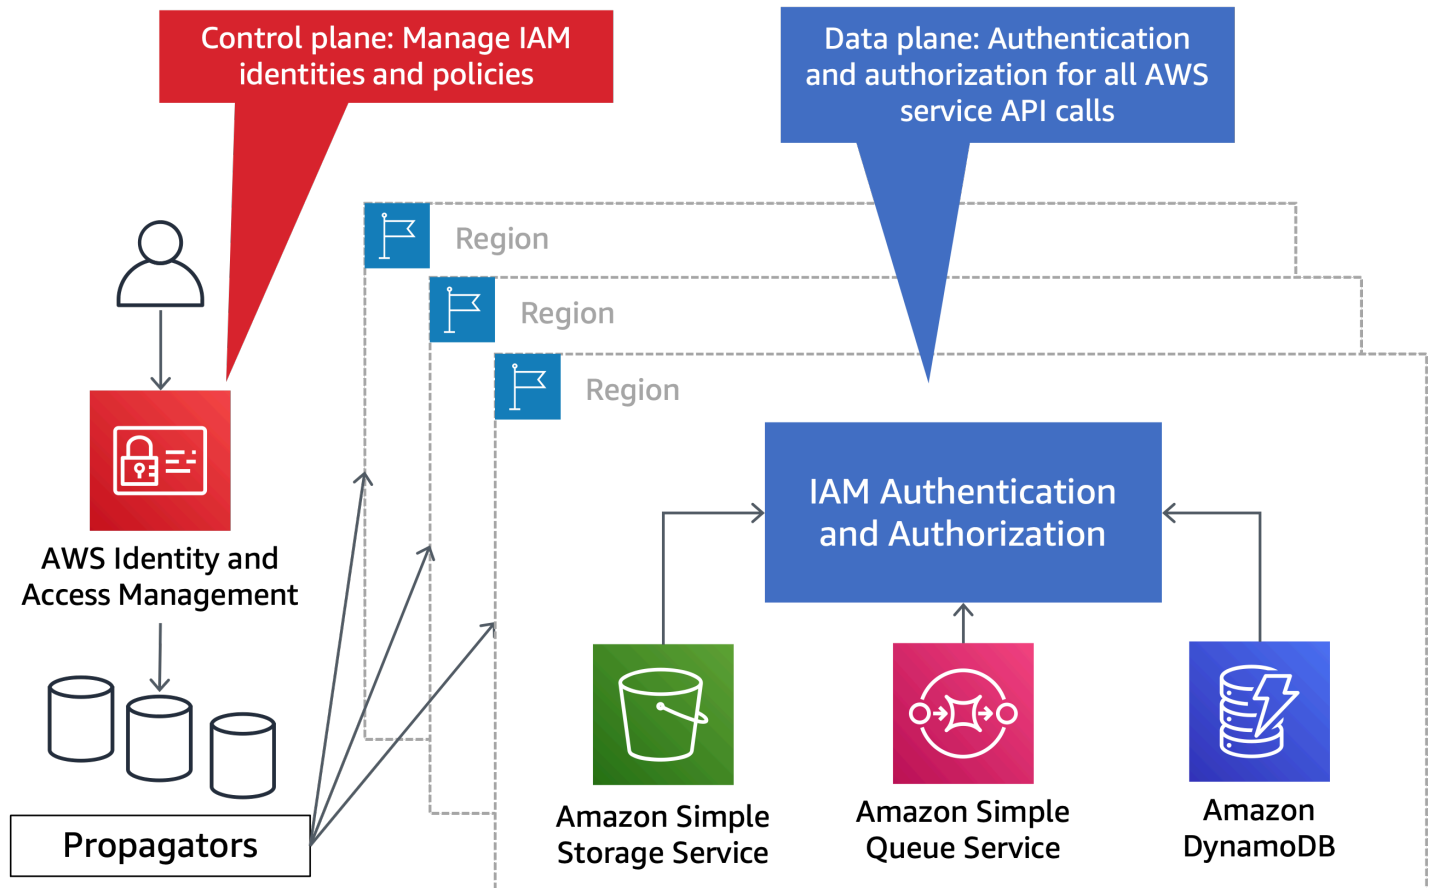 Control plane: Manage IAM
identities and policies
Data plane: Authentication
and authorization for all AWS
service API calls
Region
Region
Region
IAM Authentication
and Authorization
AWS Identity and
Access Management
Propagators
Amazon Simple
Storage Service
Amazon Simple
Queue Service
Amazon
DynamoDB